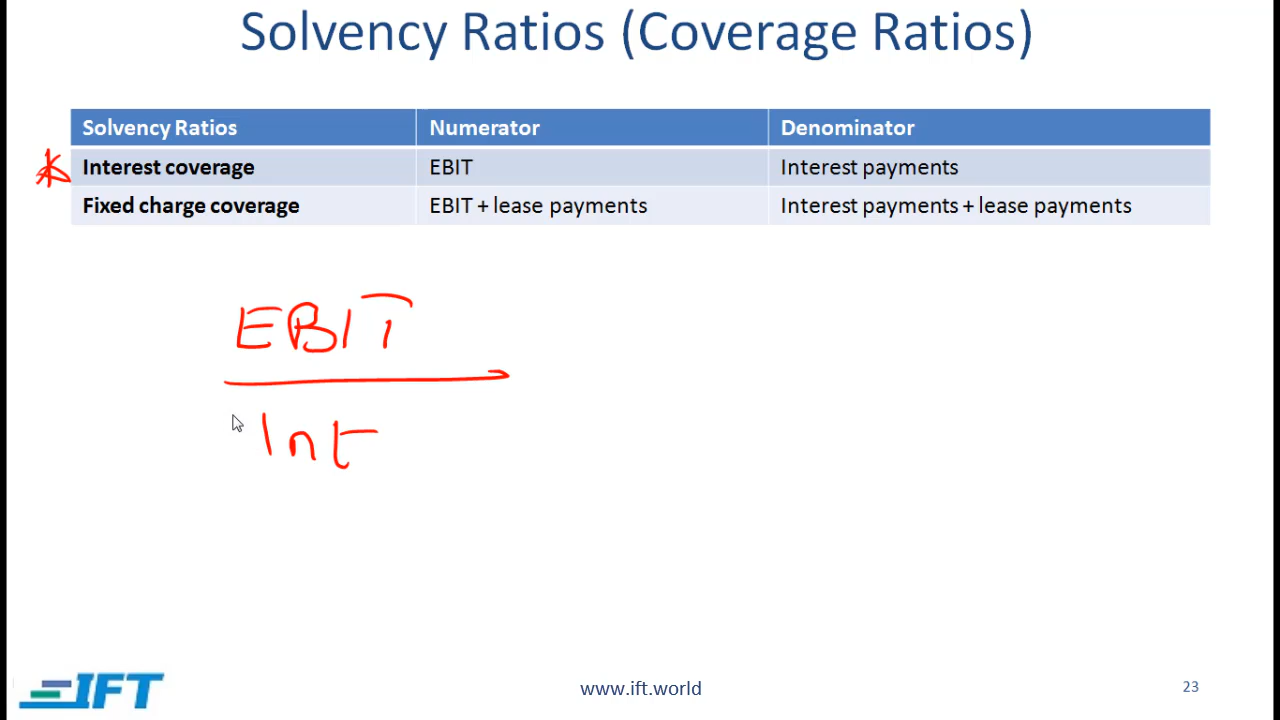 Solvency Ratios (Coverage Ratios)
Solvency Ratios Numerator Denominator
Interest coverage EBIT Interest payments
Fixed charge coverage EBIT + lease payments Interest payments + lease payments
EBIT
Int
IFT www.ift.world 23